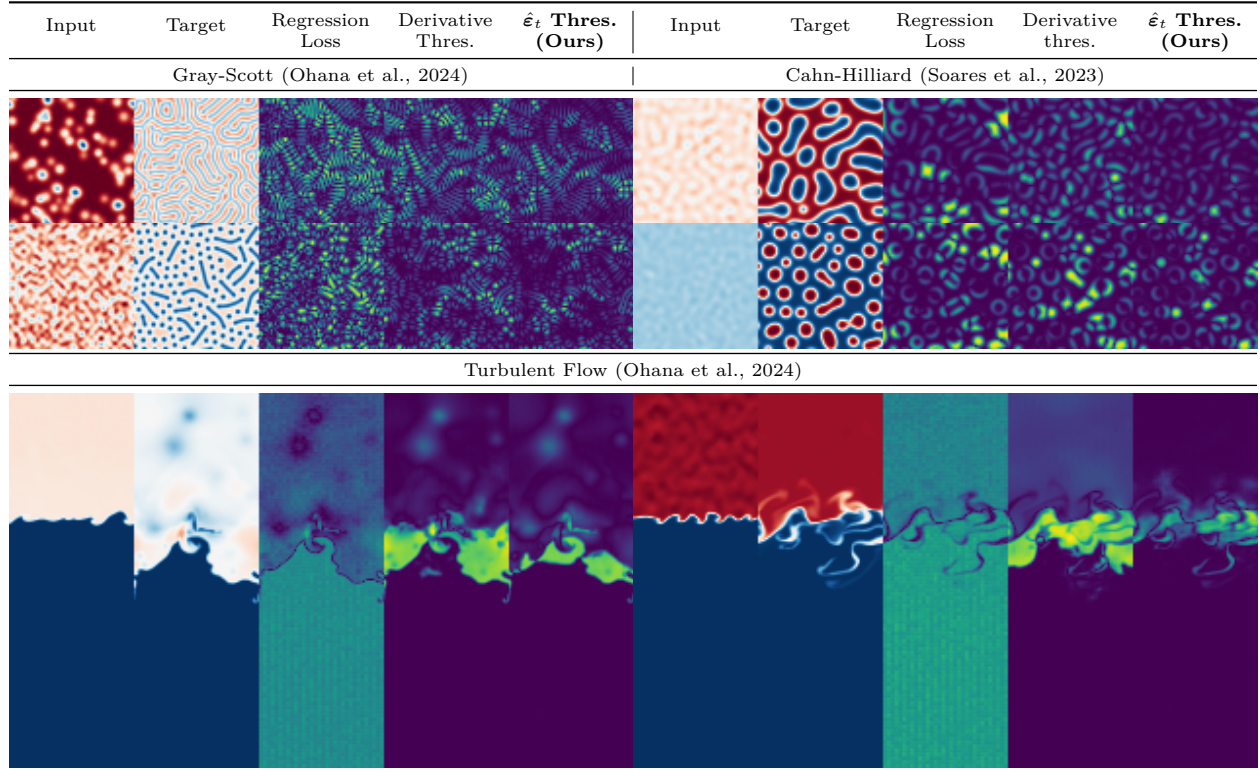 Input Target Regression Loss Derivative Thres. ε̂ₜ Thres. (Ours) | Input Target Regression Loss Derivative thres. ε̂ₜ Thres. (Ours)
Gray-Scott (Ohana et al., 2024) | Cahn-Hilliard (Soares et al., 2023)
Turbulent Flow (Ohana et al., 2024)